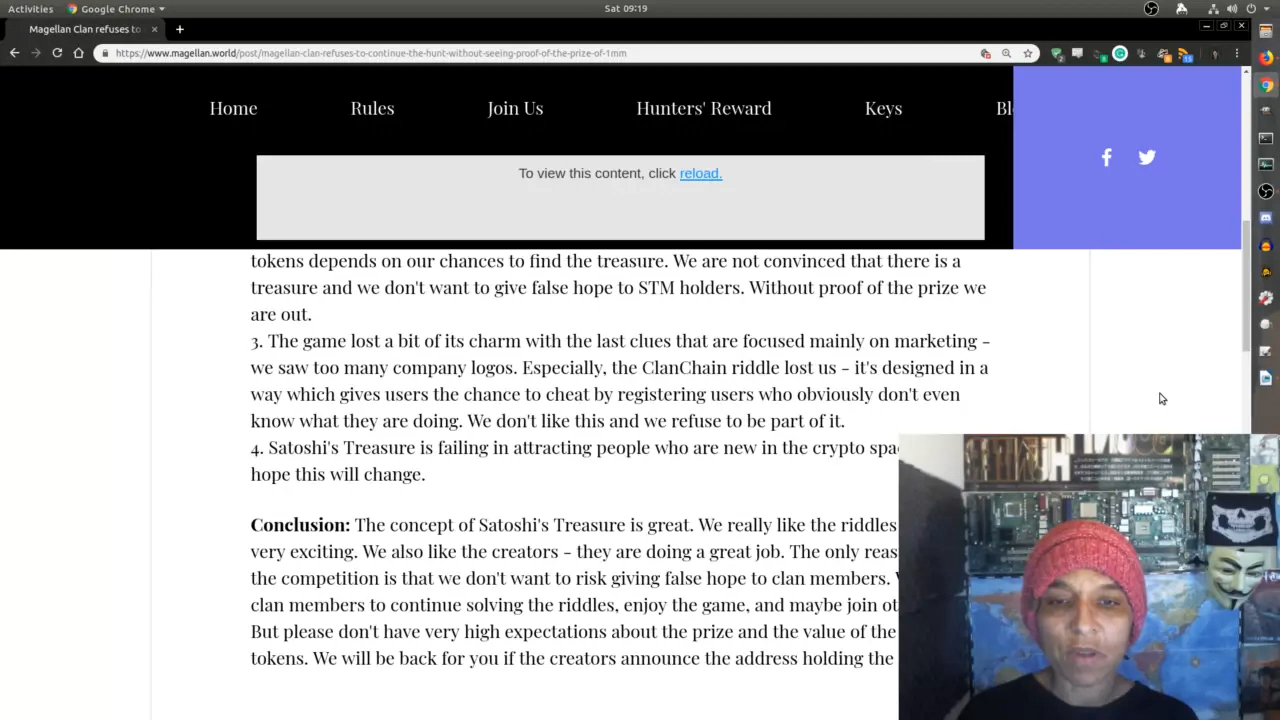 Activities Google Chrome Sat 09:19
Magellan Clan refuses to
https://www.magellan.world/post/magellan-clan-refuses-to-continue-the-hunt-without-seeing-proof-of-the-prize-of-1mm
Home Rules Join Us Hunters' Reward Keys Bl
To view this content, click reload.
tokens depends on our chances to find the treasure. We are not convinced that there is a
treasure and we don't want to give false hope to STM holders. Without proof of the prize we
are out.
3. The game lost a bit of its charm with the last clues that are focused mainly on marketing -
we saw too many company logos. Especially, the ClanChain riddle lost us - it's designed in a
way which gives users the chance to cheat by registering users who obviously don't even
know what they are doing. We don't like this and we refuse to be part of it.
4. Satoshi's Treasure is failing in attracting people who are new in the crypto spa
hope this will change.
Conclusion: The concept of Satoshi's Treasure is great. We really like the riddles
very exciting. We also like the creators - they are doing a great job. The only reas
the competition is that we don't want to risk giving false hope to clan members.
clan members to continue solving the riddles, enjoy the game, and maybe join ot
But please don't have very high expectations about the prize and the value of the
tokens. We will be back for you if the creators announce the address holding the